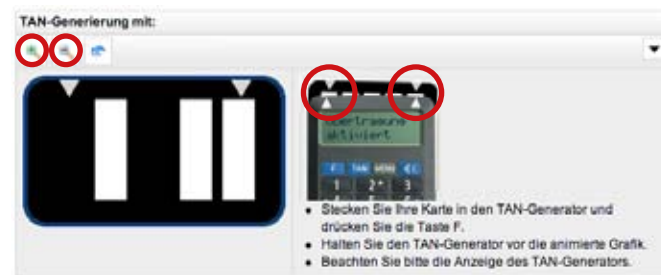 TAN-Generierung mit:
Übertragung
aktiviert
F TAN MENU
1 2 3
Stecken Sie Ihre Karte in den TAN-Generator und
drücken Sie die Taste F.
Halten Sie den TAN-Generator vor die animierte Grafik.
Beachten Sie bitte die Anzeige des TAN-Generators.